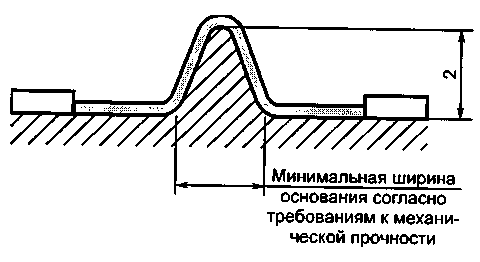 2
Минимальная ширина
основания согласно
требованиям к механи-
ческой прочности